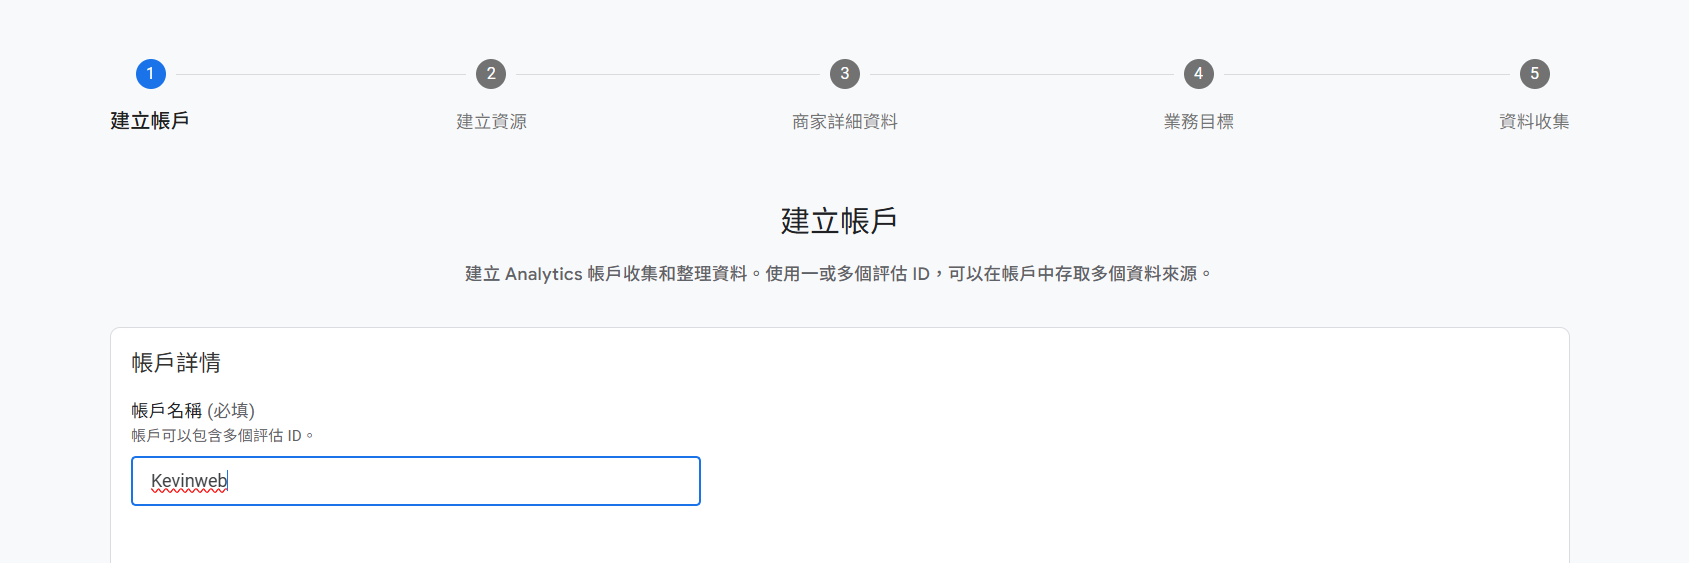 1 2 3 4 5
建立帳戶 建立資源 商家詳細資料 業務目標 資料收集
建立帳戶
建立 Analytics 帳戶收集和整理資料。使用一或多個評估 ID，可以在帳戶中存取多個資料來源。
帳戶詳情
帳戶名稱 (必填)
帳戶可以包含多個評估 ID。
Kevinweb